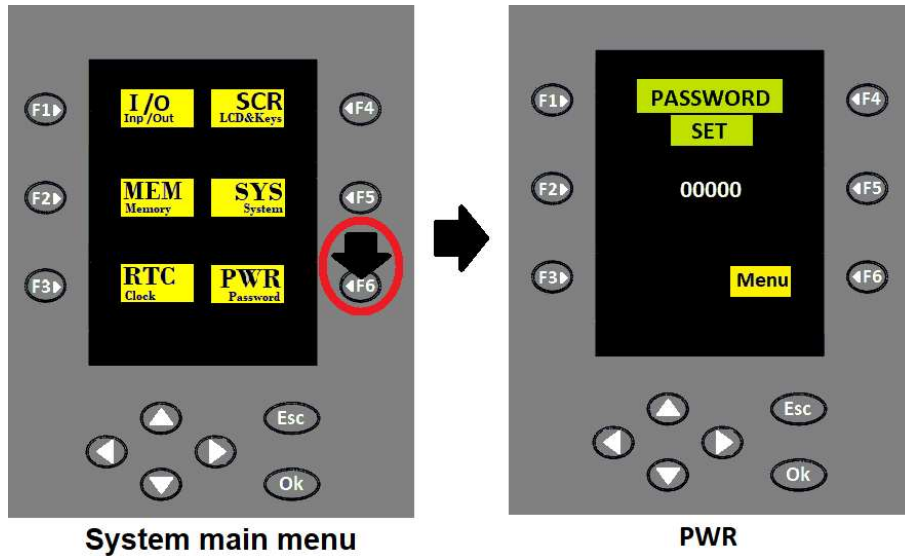 F1 I /O SCR F4
Inp/Out LCD&Keys
F2 MEM SYS F5
Memory System
F3 RTC PWR F6
Clock Password
Esc
Ok
System main menu
F1 PASSWORD F4
SET
F2 00000 F5
F3 Menu F6
Esc
Ok
PWR